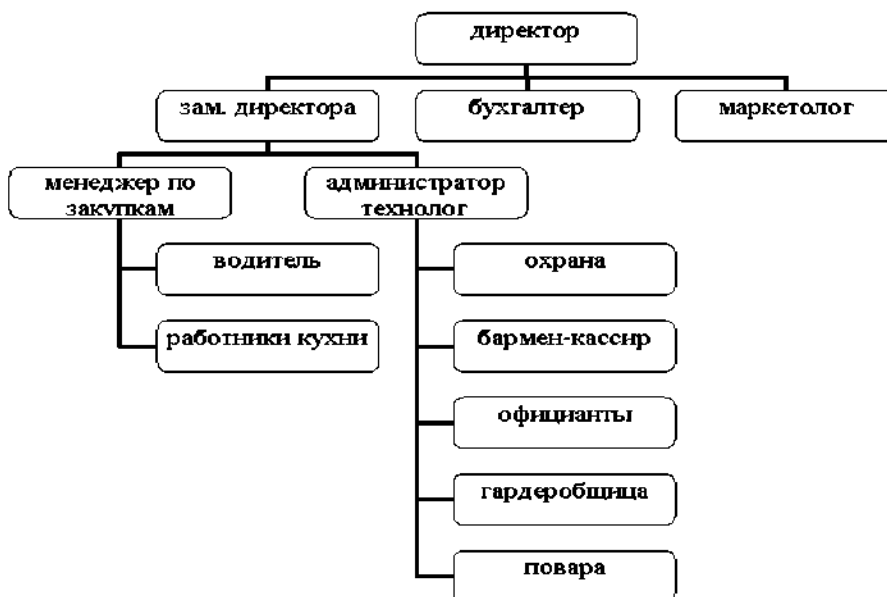 директор
зам. директора
бухгалтер
маркетолог
менеджер по
закупкам
администратор
технолог
водитель
охрана
работники кухни
бармен-кассир
официанты
гардеробщица
повара